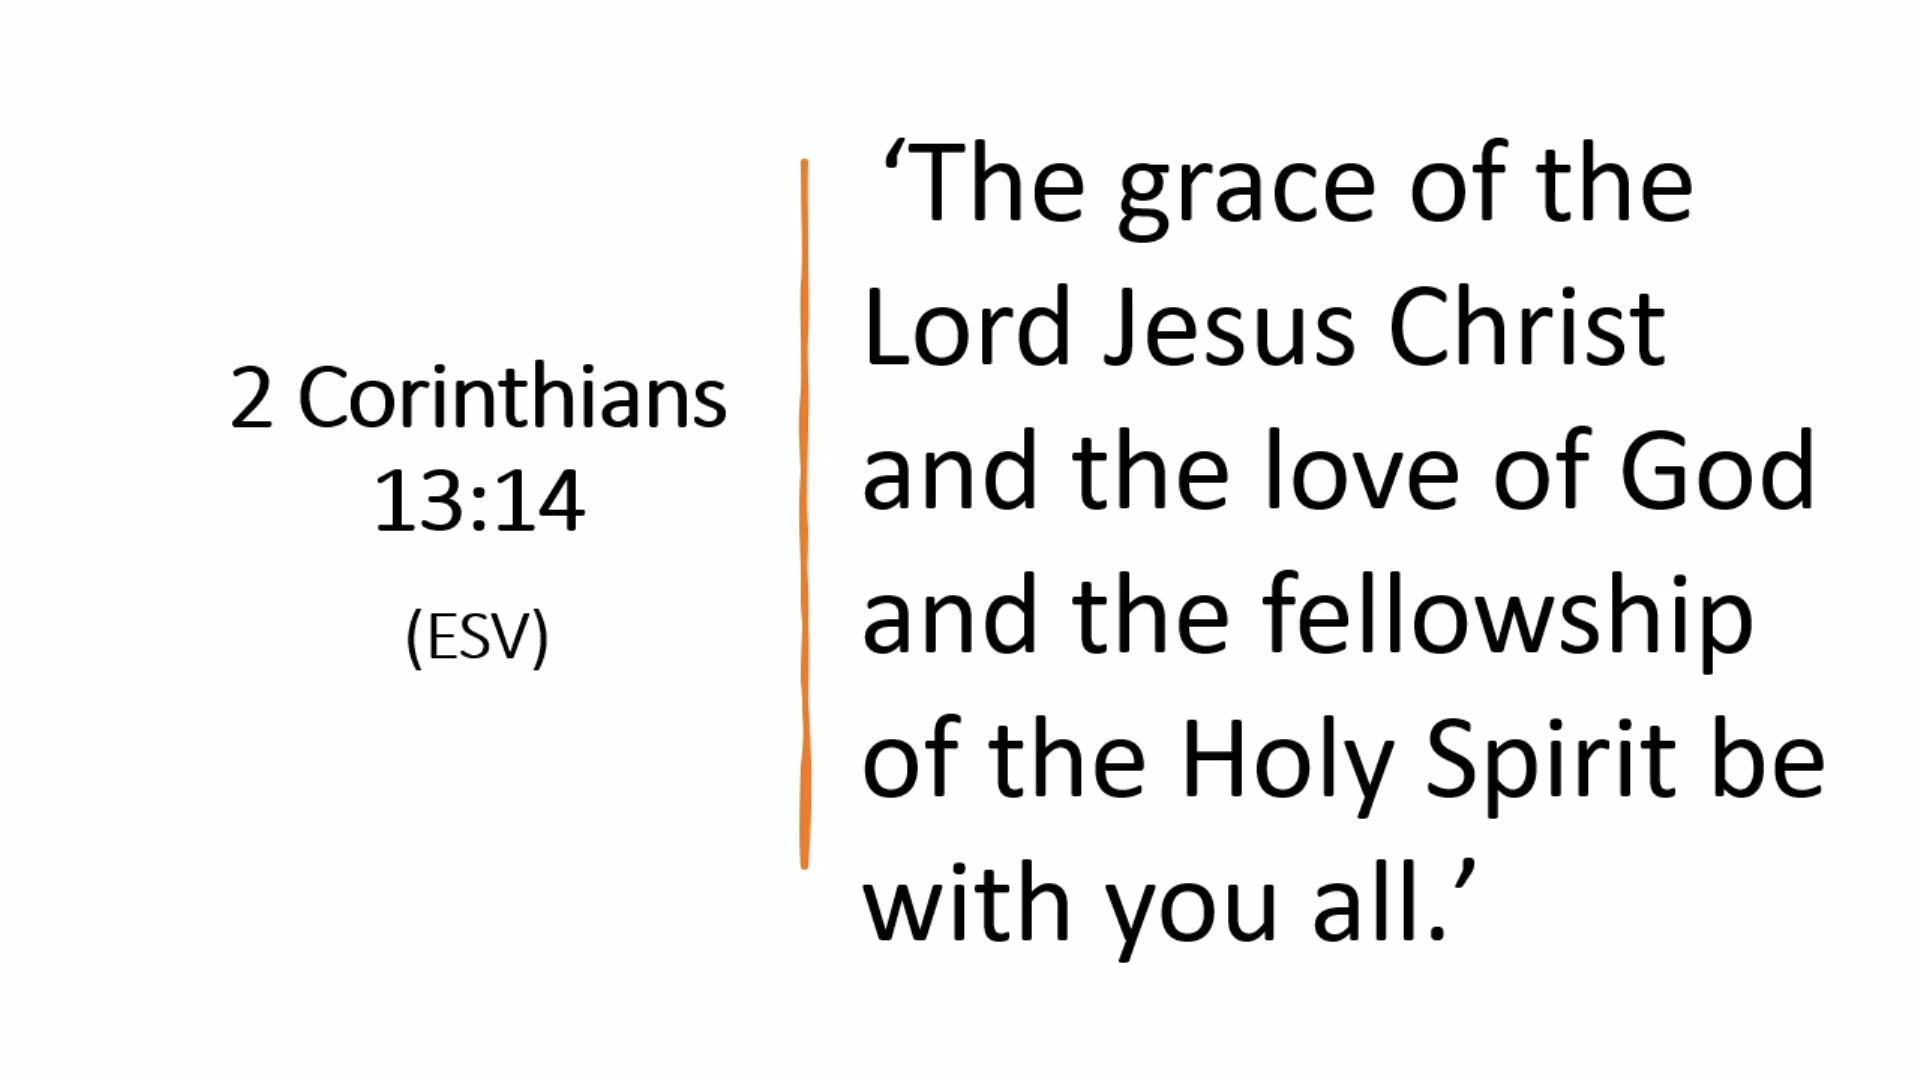 2 Corinthians
13:14
(ESV)
‘The grace of the
Lord Jesus Christ
and the love of God
and the fellowship
of the Holy Spirit be
with you all.’